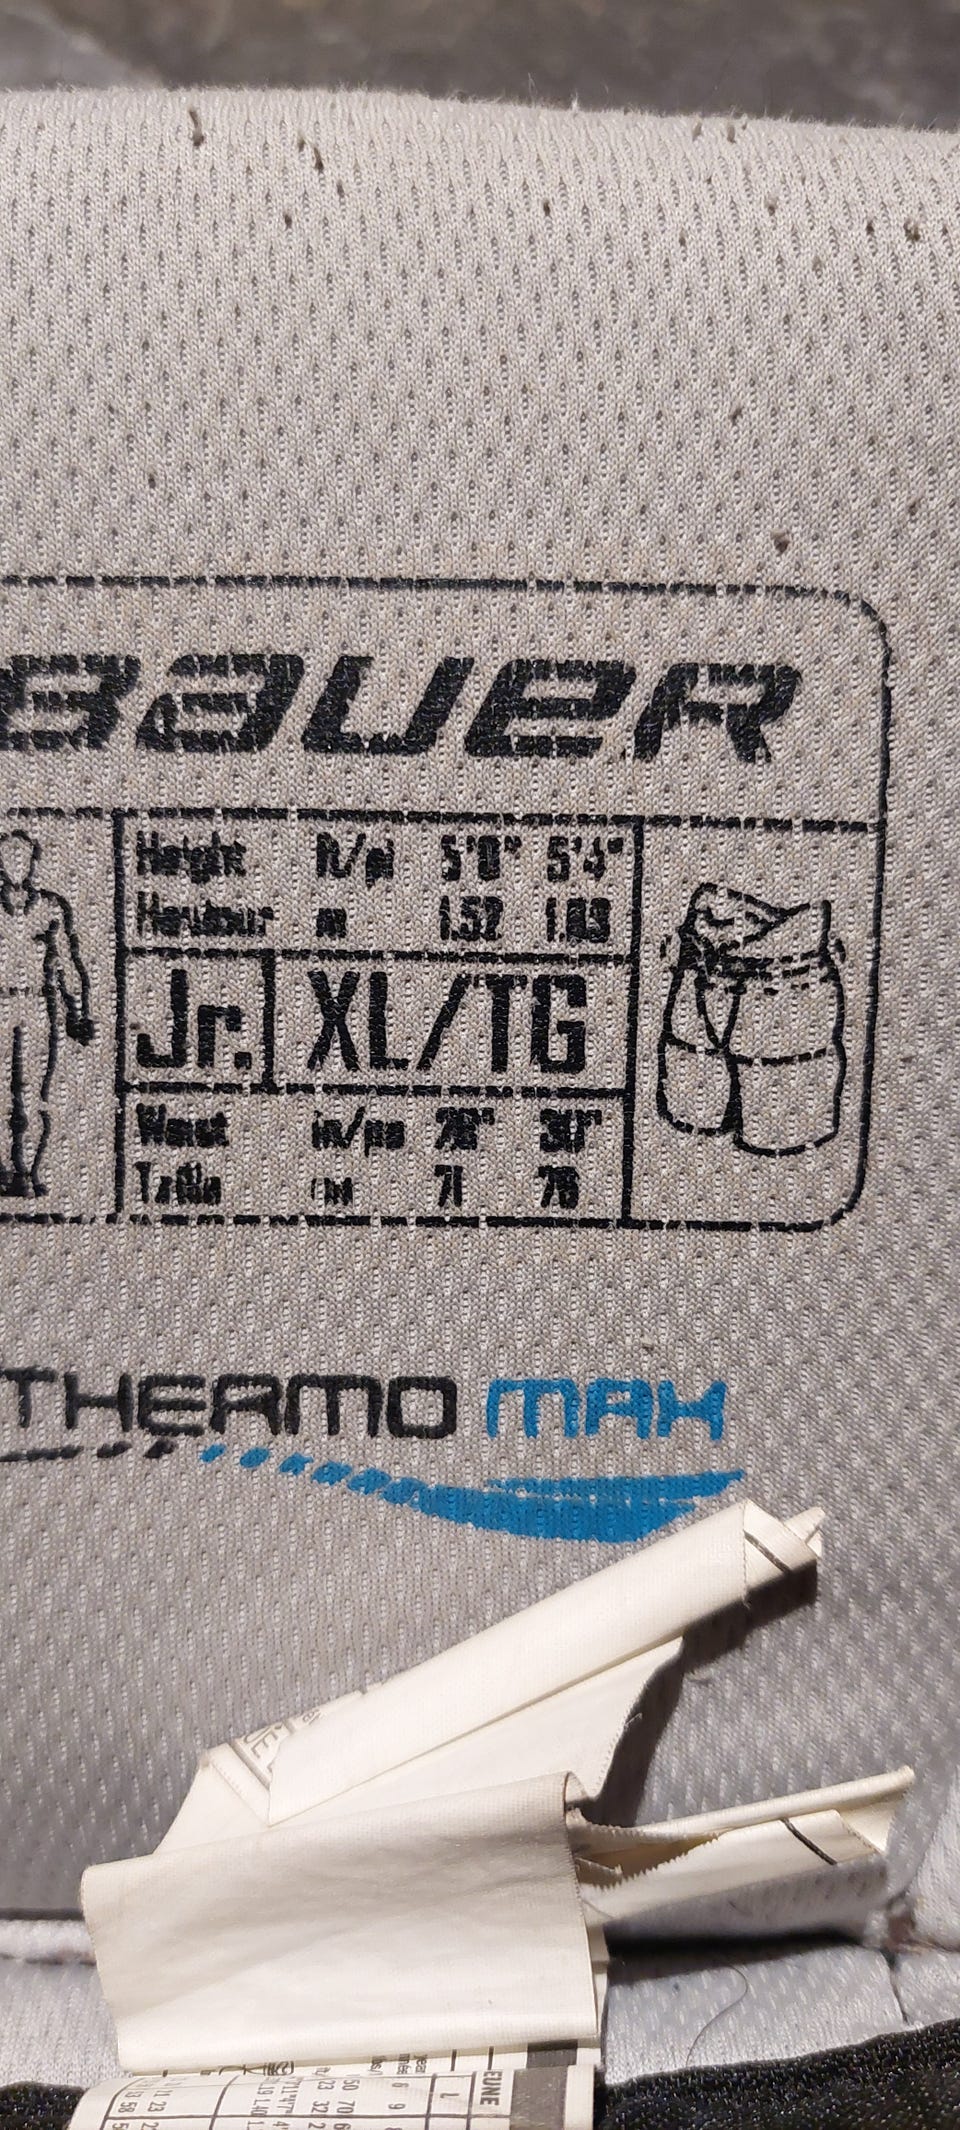 BAUER
Height ft/pi 5'0" 5'4"
Hauteur m 1.52 1.63
Jr. XL/TG
Waist in/po 28" 30"
Taille cm 71 76
THERMO MAX